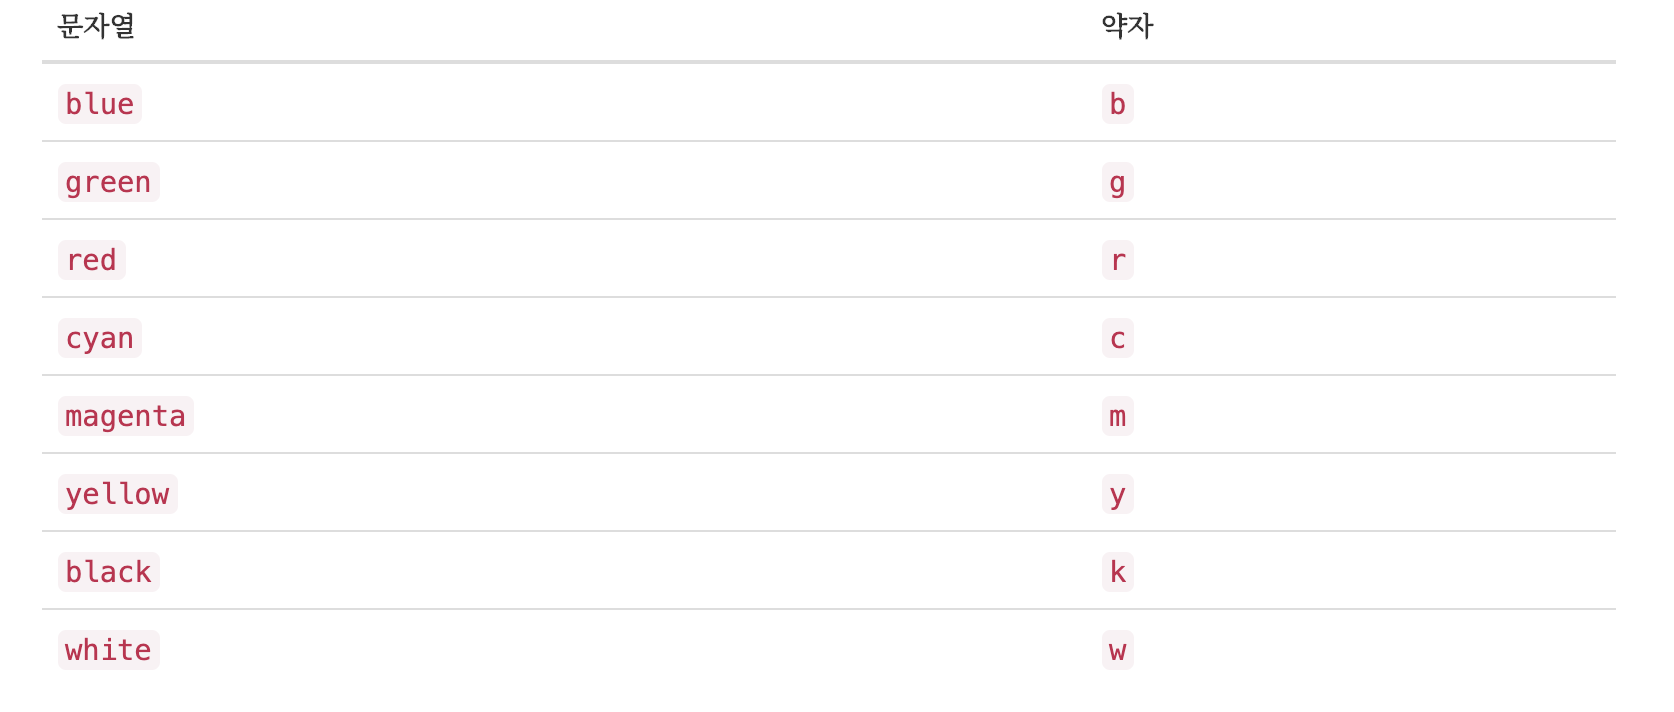 문자열 약자
blue b
green g
red r
cyan c
magenta m
yellow y
black k
white w